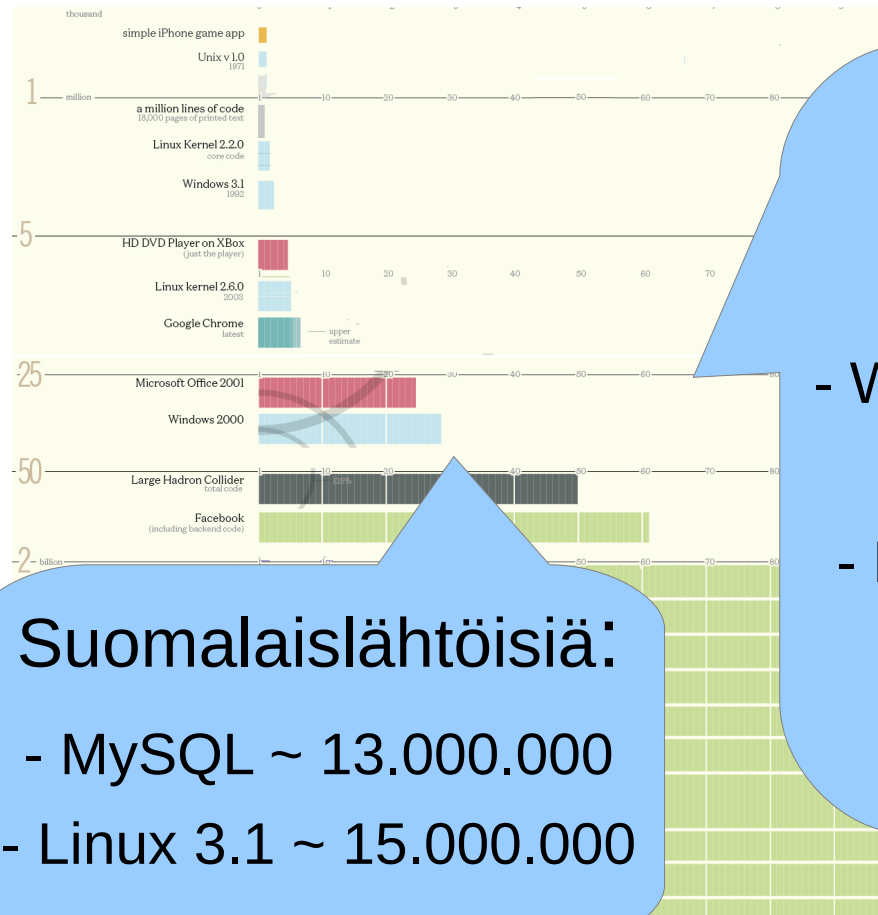 thousand
simple iPhone game app
Unix v 1.0
1971
1 million 1 10 20 30 40 50 60 70 80
a million lines of code
18,000 pages of printed text
Linux Kernel 2.2.0
core code
Windows 3.1
1992
5
HD DVD Player on XBox
(just the player)
1 10 20 30 40 50 60 70
Linux kernel 2.6.0
2003
Google Chrome
latest
upper
estimate
25 1 10 20 30 40 50 60 70 80
Microsoft Office 2001
Windows 2000
50 1 10 20 30 40 50 60 70 80
Large Hadron Collider
total code
125%
Facebook
(including backend code)
2 billion 1 40 50 60 70 80
- W
-
Suomalaislähtöisiä:
- MySQL ~ 13.000.000
- Linux 3.1 ~ 15.000.000